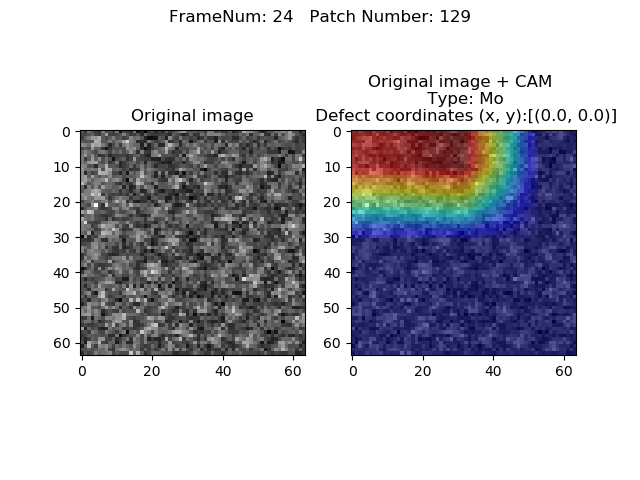 FrameNum: 24   Patch Number: 129
Original image
0
10
20
30
40
50
60
0 20 40 60
Original image + CAM
Type: Mo
Defect coordinates (x, y):[(0.0, 0.0)]
0
10
20
30
40
50
60
0 20 40 60